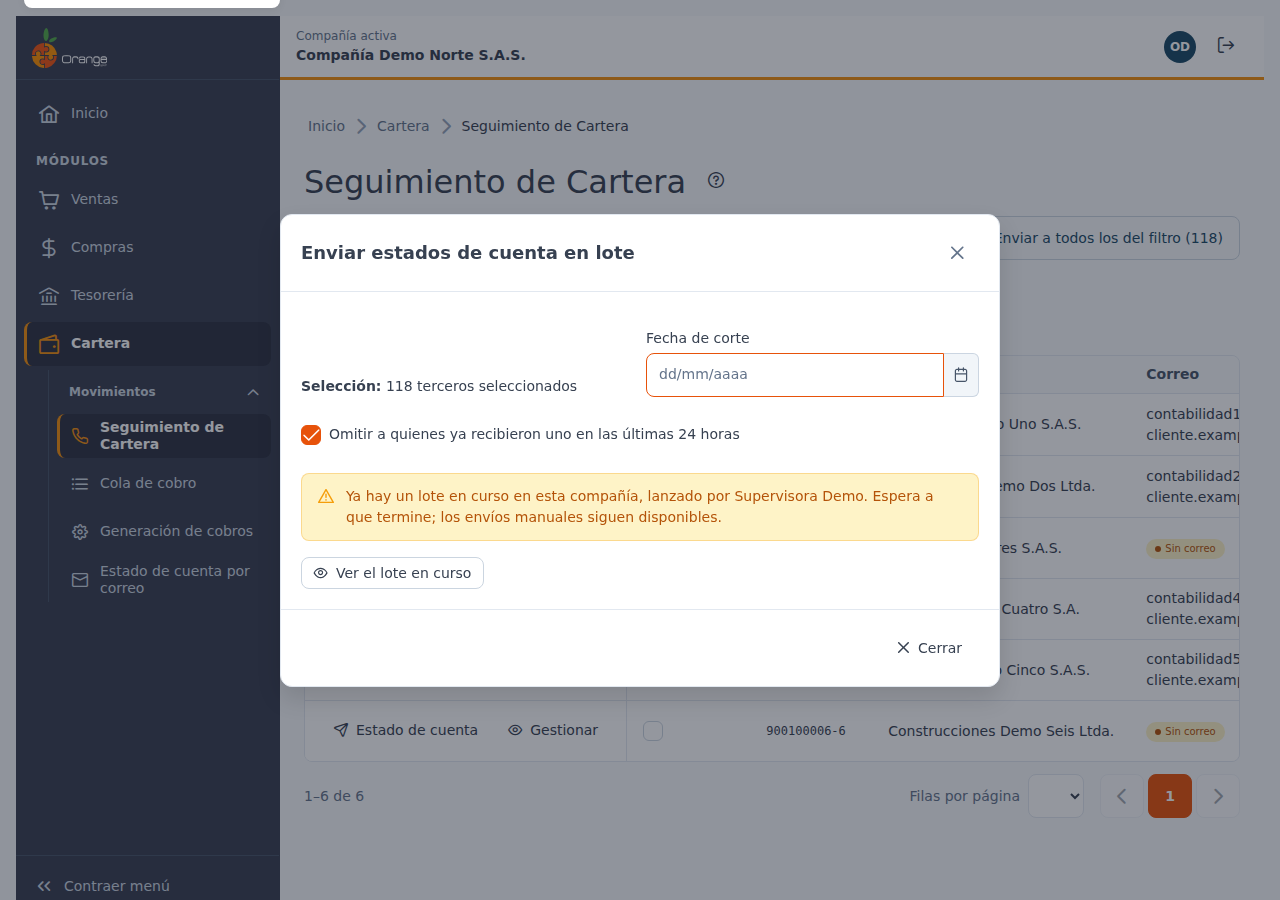 Orange
Compañía activa
Compañía Demo Norte S.A.S.
OD
Inicio
MÓDULOS
Ventas
Compras
Tesorería
Cartera
Movimientos
Seguimiento de
Cartera
Cola de cobro
Generación de cobros
Estado de cuenta por
correo
Contraer menú
Inicio
Cartera
Seguimiento de Cartera
Seguimiento de Cartera
Enviar a todos los del filtro (118)
Enviar estados de cuenta en lote
Selección: 118 terceros seleccionados
Fecha de corte
dd/mm/aaaa
Omitir a quienes ya recibieron uno en las últimas 24 horas
Ya hay un lote en curso en esta compañía, lanzado por Supervisora Demo. Espera a
que termine; los envíos manuales siguen disponibles.
Ver el lote en curso
Cerrar
Correo
Uno S.A.S.
contabilidad1
cliente.examp
Dos Ltda.
contabilidad2
cliente.examp
S.A.S.
Sin correo
Cuatro S.A.
contabilidad4
cliente.examp
Cinco S.A.S.
contabilidad5
cliente.examp
Estado de cuenta
Gestionar
900100006-6
Construcciones Demo Seis Ltda.
Sin correo
1–6 de 6
Filas por página
1